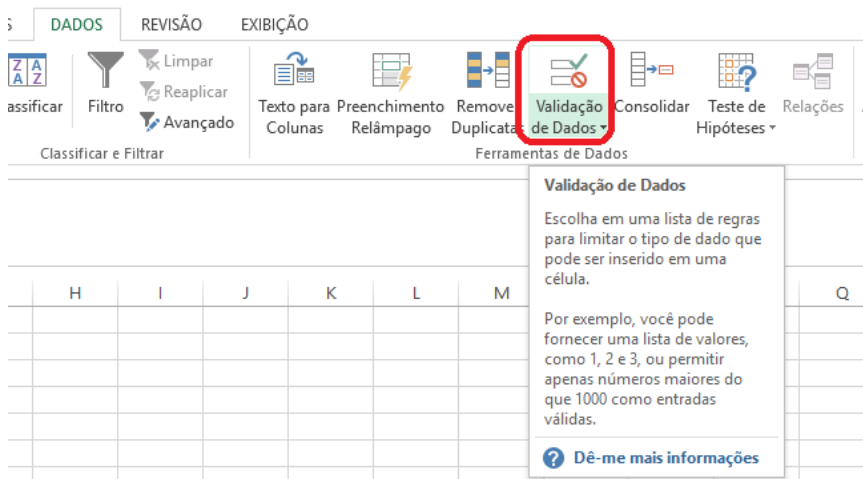 S DADOS REVISÃO EXIBIÇÃO
Z A
A Z
assificar
Filtro
Limpar
Reaplicar
Avançado
Texto para
Colunas
Preenchimento
Relâmpago
Remover
Duplicatas
Validação
de Dados
Consolidar
Teste de
Hipóteses
Relações
Classificar e Filtrar
Ferramentas de Dados
Validação de Dados
Escolha em uma lista de regras
para limitar o tipo de dado que
pode ser inserido em uma
célula.
Por exemplo, você pode
fornecer uma lista de valores,
como 1, 2 e 3, ou permitir
apenas números maiores do
que 1000 como entradas
válidas.
? Dê-me mais informações
H I J K L M Q